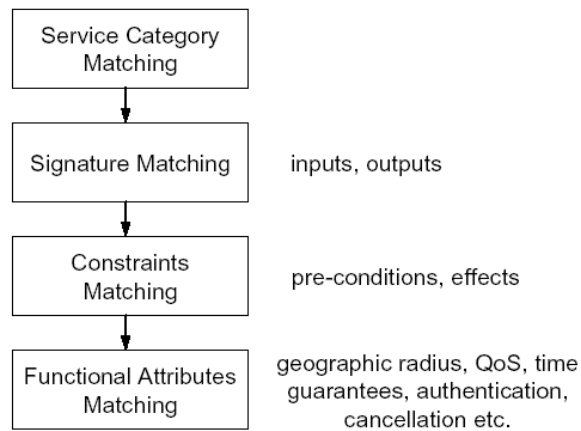 Service Category
Matching
Signature Matching
inputs, outputs
Constraints
Matching
pre-conditions, effects
Functional Attributes
Matching
geographic radius, QoS, time
guarantees, authentication,
cancellation etc.